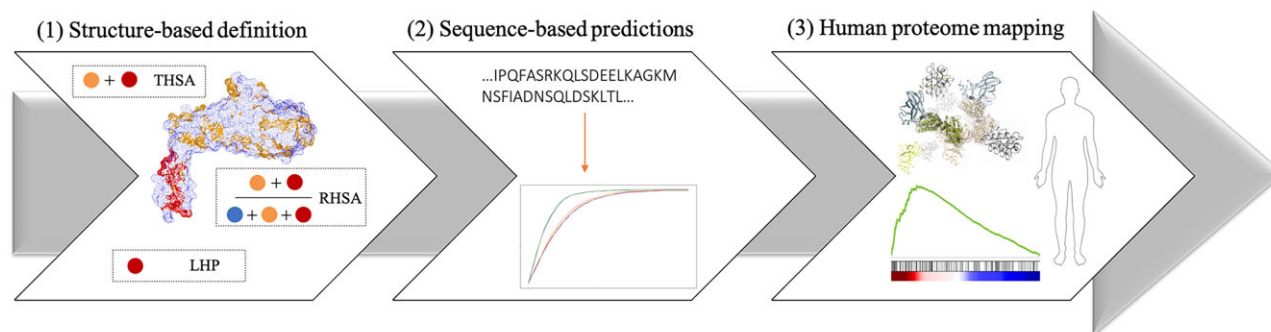 (1) Structure-based definition
+ THSA
+
+ +
RHSA
LHP
(2) Sequence-based predictions
...IPQFASRKQLSDEELKAGKM
NSFIADNSQLDSKLTL...
(3) Human proteome mapping